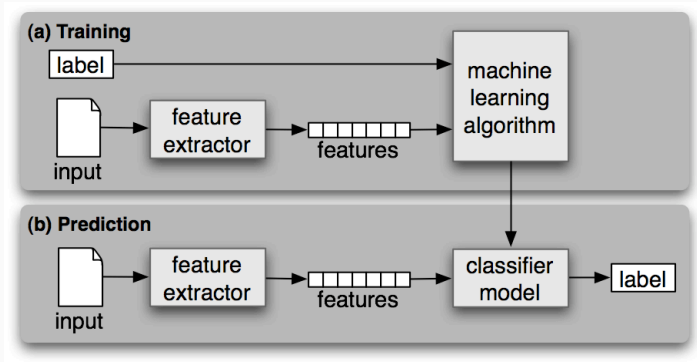 (a) Training
label
machine
learning
algorithm
feature
extractor
features
input
(b) Prediction
feature
extractor
features
input
classifier
model
label